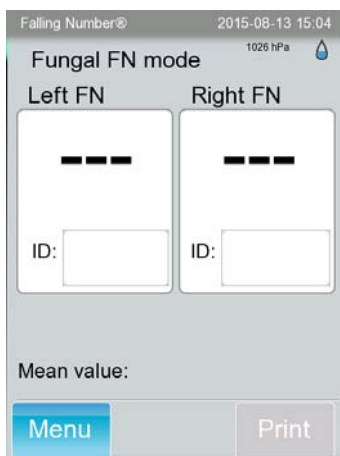 Falling Number® 2015-08-13 15:04
1026 hPa
Fungal FN mode
Left FN Right FN
--- ---
ID: ID:
Mean value:
Menu Print